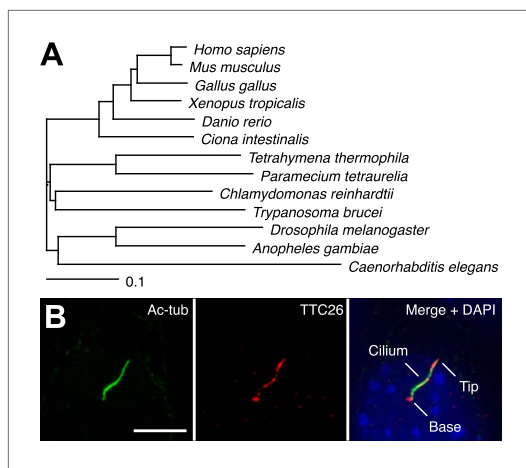 A
Homo sapiens
Mus musculus
Gallus gallus
Xenopus tropicalis
Danio rerio
Ciona intestinalis
Tetrahymena thermophila
Paramecium tetraurelia
Chlamydomonas reinhardtii
Trypanosoma brucei
Drosophila melanogaster
Anopheles gambiae
Caenorhabditis elegans
0.1
B
Ac-tub
TTC26
Merge + DAPI
Cilium
Tip
Base